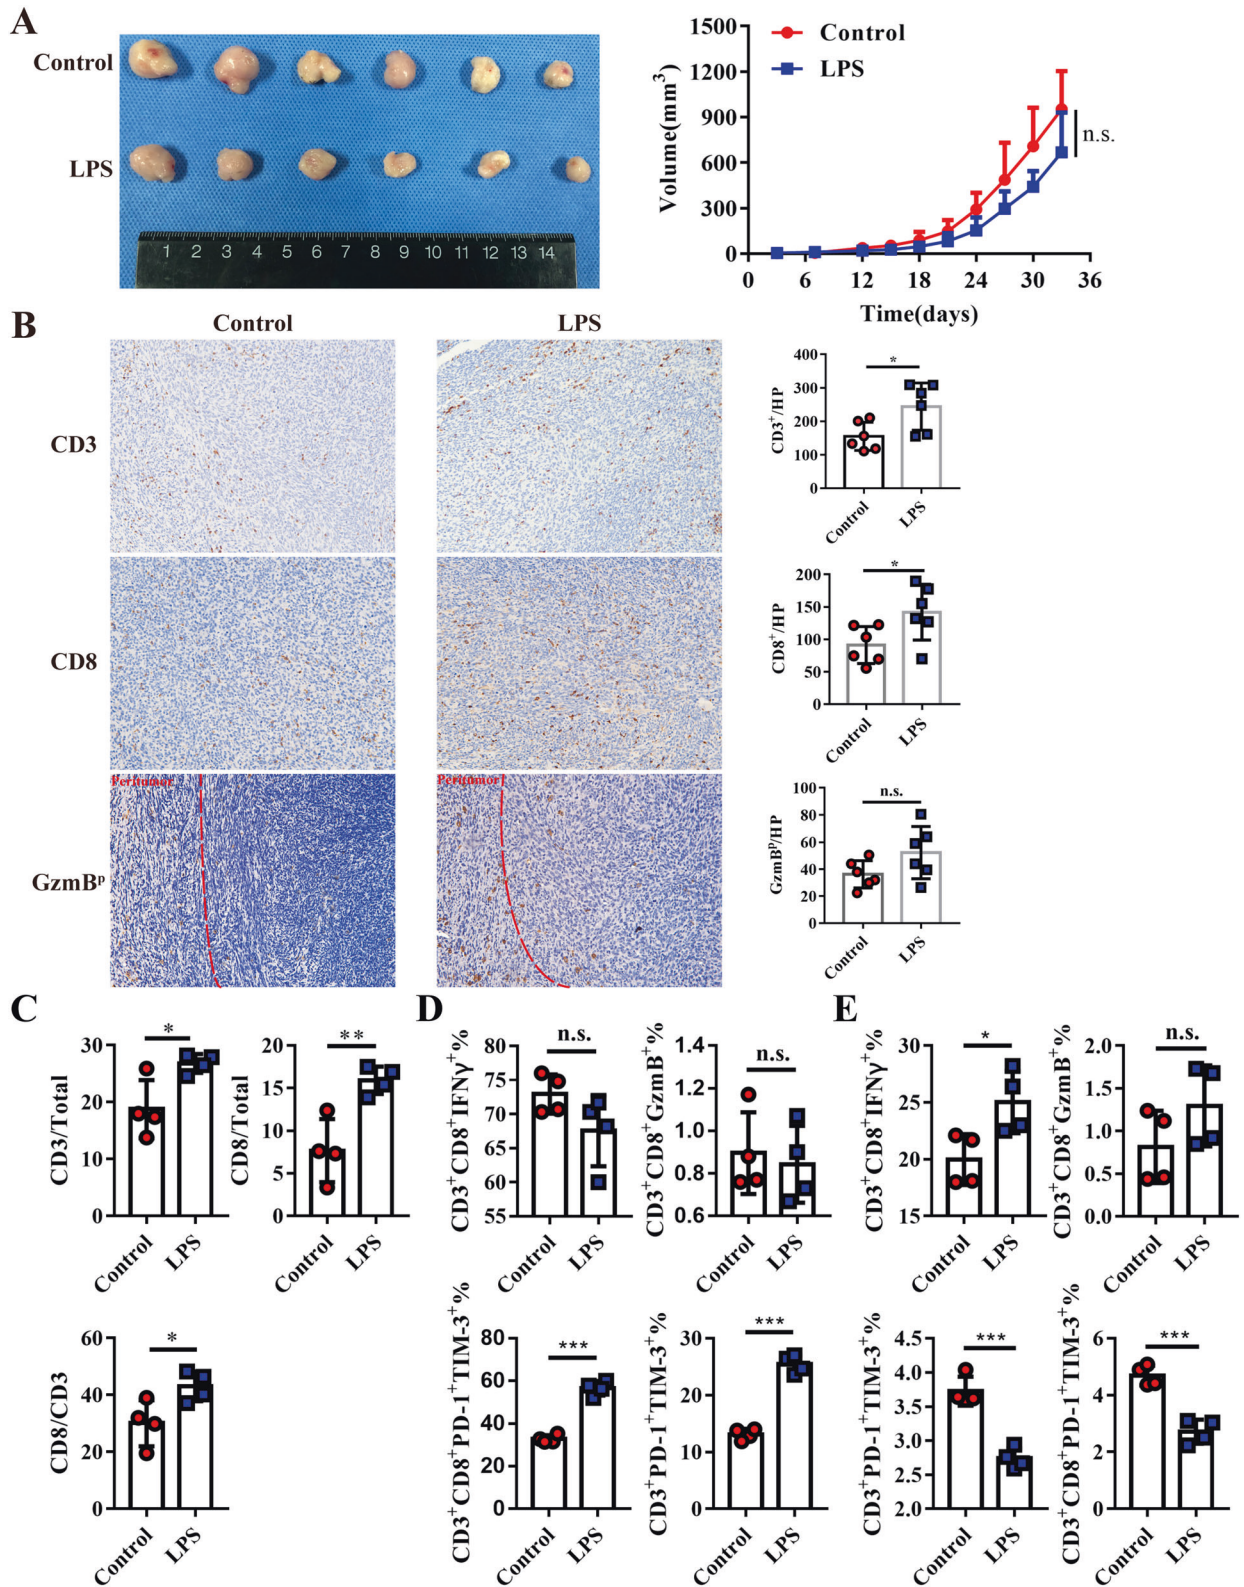 A
Control
LPS
1 2 3 4 5 6 7 8 9 10 11 12 13 14
Control
LPS
Volume(mm³)
1500
1200
900
600
300
0
n.s.
0 6 12 18 24 30 36
Time(days)
B
Control LPS
CD3
CD3⁺/HP
400
300
200
100
0
*
Control LPS
CD8
CD8⁺/HP
200
150
100
50
0
*
Control LPS
GzmBᵖ
Peritumor
Peritumor
GzmBᵖ/HP
100
80
60
40
20
0
n.s.
Control LPS
C
CD3/Total
30
20
10
0
*
Control LPS
CD8/Total
20
15
10
5
0
**
Control LPS
CD8/CD3
60
40
20
0
*
Control LPS
D
CD3⁺CD8⁺IFNγ⁺%
80
75
70
65
60
55
n.s.
Control LPS
CD3⁺CD8⁺GzmB⁺%
1.4
1.2
1.0
0.8
0.6
n.s.
Control LPS
CD3⁺CD8⁺PD-1⁺TIM-3⁺%
80
60
40
20
0
***
Control LPS
CD3⁺PD-1⁺TIM-3⁺%
30
20
10
0
***
Control LPS
E
CD3⁺CD8⁺IFNγ⁺%
30
25
20
15
*
Control LPS
CD3⁺CD8⁺GzmB⁺%
2.0
1.5
1.0
0.5
0.0
n.s.
Control LPS
CD3⁺PD-1⁺TIM-3⁺%
4.5
4.0
3.5
3.0
2.5
2.0
***
Control LPS
CD3⁺CD8⁺PD-1⁺TIM-3⁺%
6
4
2
0
***
Control LPS